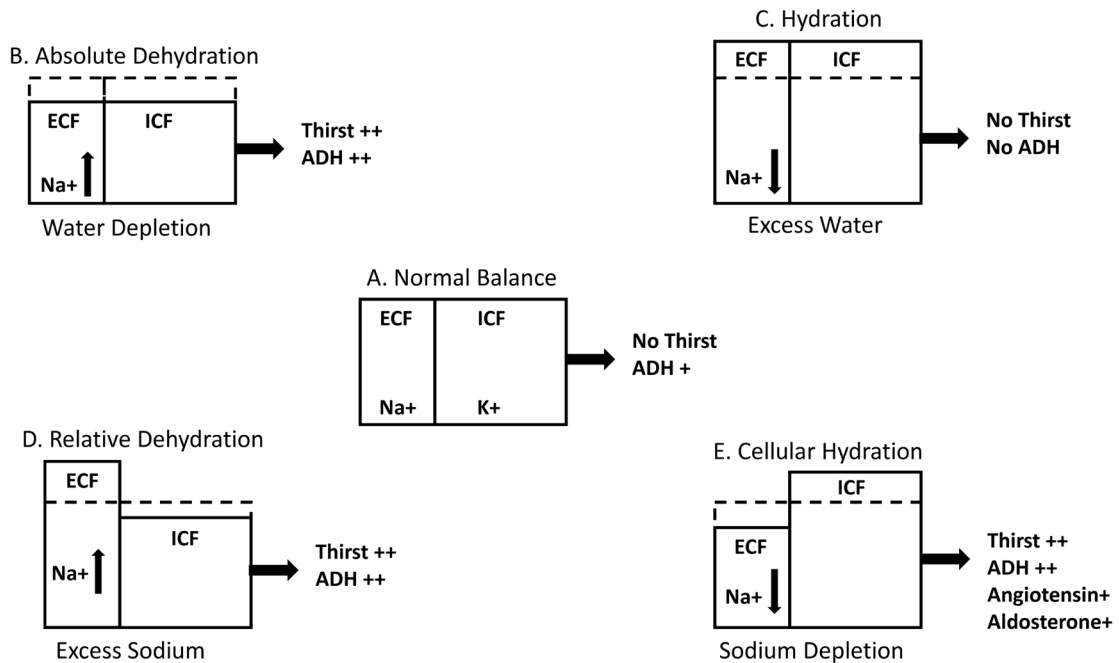 B. Absolute Dehydration
ECF ICF
Na+
Thirst ++
ADH ++
Water Depletion
C. Hydration
ECF ICF
Na+
No Thirst
No ADH
Excess Water
A. Normal Balance
ECF ICF
Na+ K+
No Thirst
ADH +
D. Relative Dehydration
ECF
ICF
Na+
Thirst ++
ADH ++
Excess Sodium
E. Cellular Hydration
ICF
ECF
Na+
Thirst ++
ADH ++
Angiotensin+
Aldosterone+
Sodium Depletion